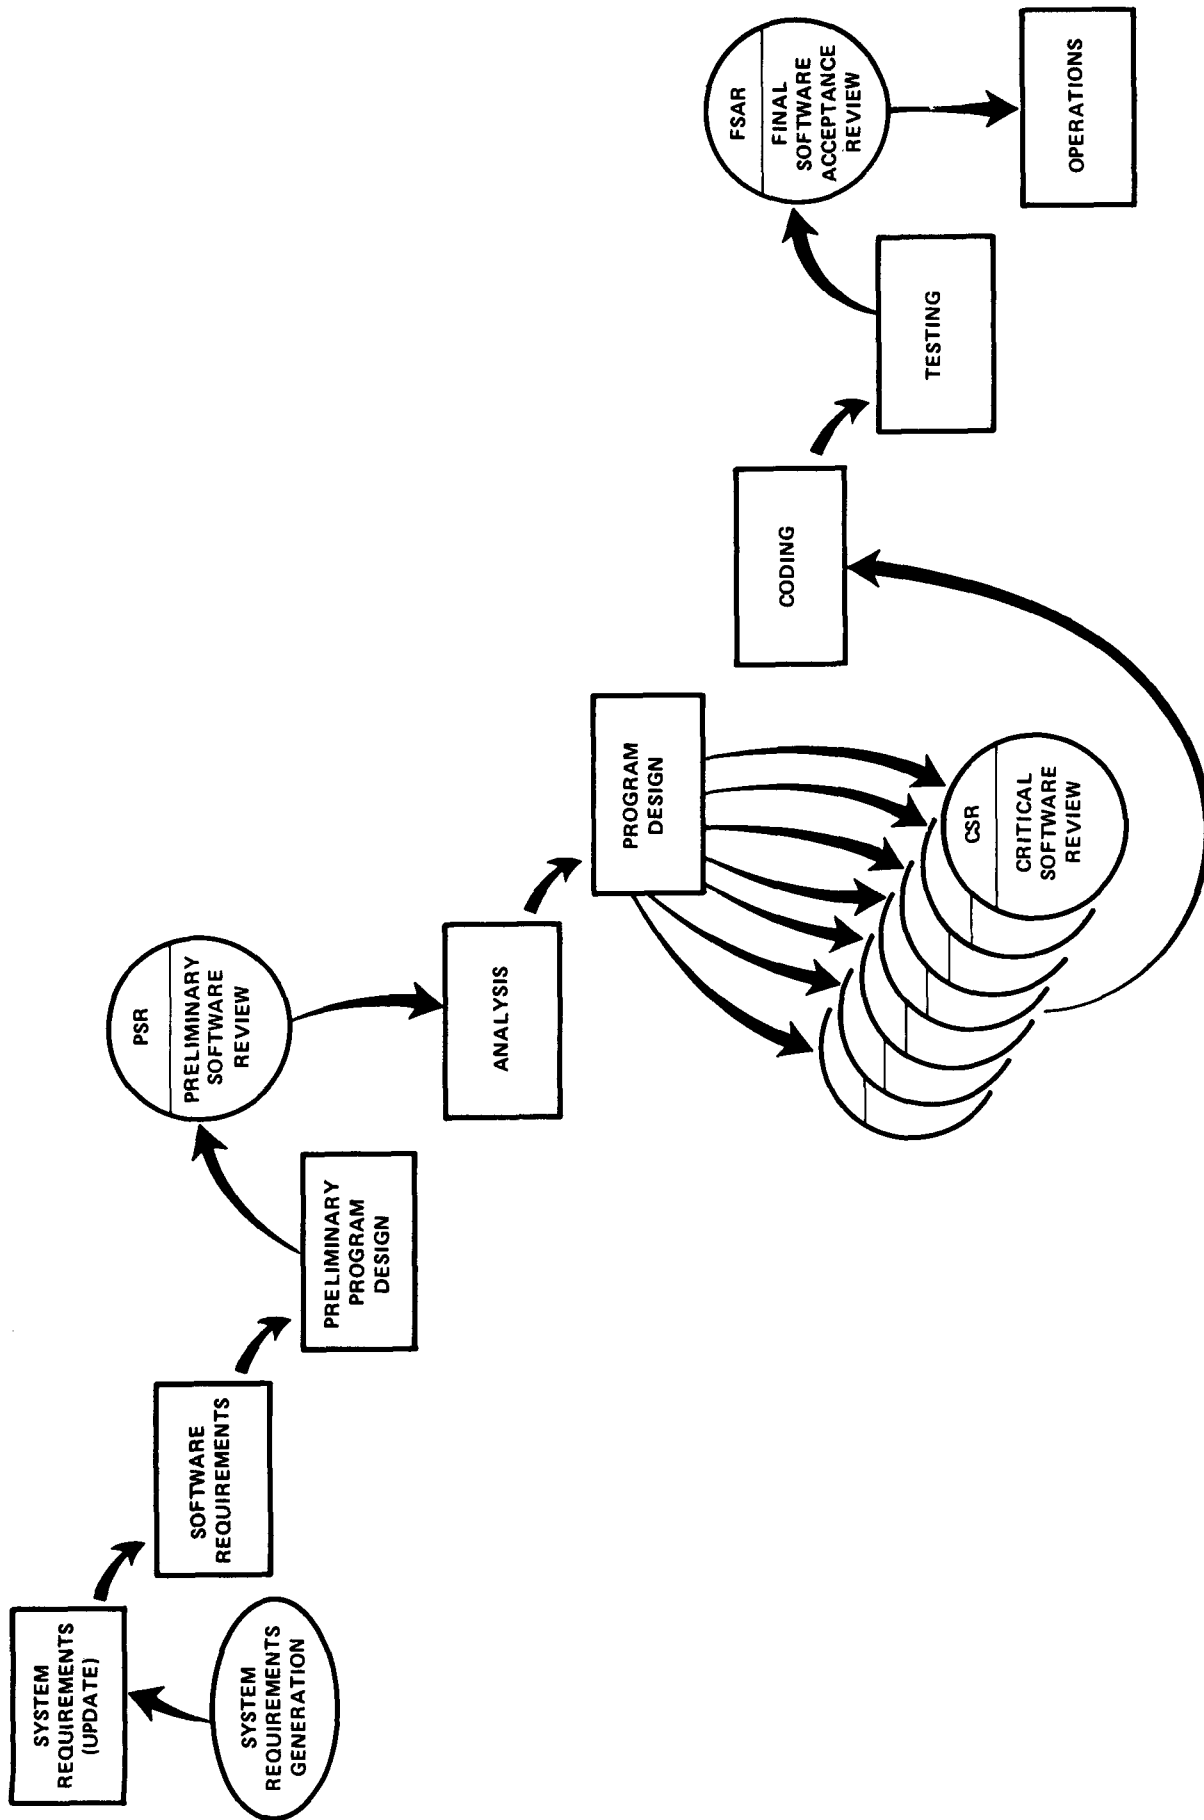 SYSTEM
REQUIREMENTS
(UPDATE)
SYSTEM
REQUIREMENTS
GENERATION
SOFTWARE
REQUIREMENTS
PRELIMINARY
PROGRAM
DESIGN
PSR
PRELIMINARY
SOFTWARE
REVIEW
ANALYSIS
PROGRAM
DESIGN
CSR
CRITICAL
SOFTWARE
REVIEW
CODING
TESTING
FSAR
FINAL
SOFTWARE
ACCEPTANCE
REVIEW
OPERATIONS